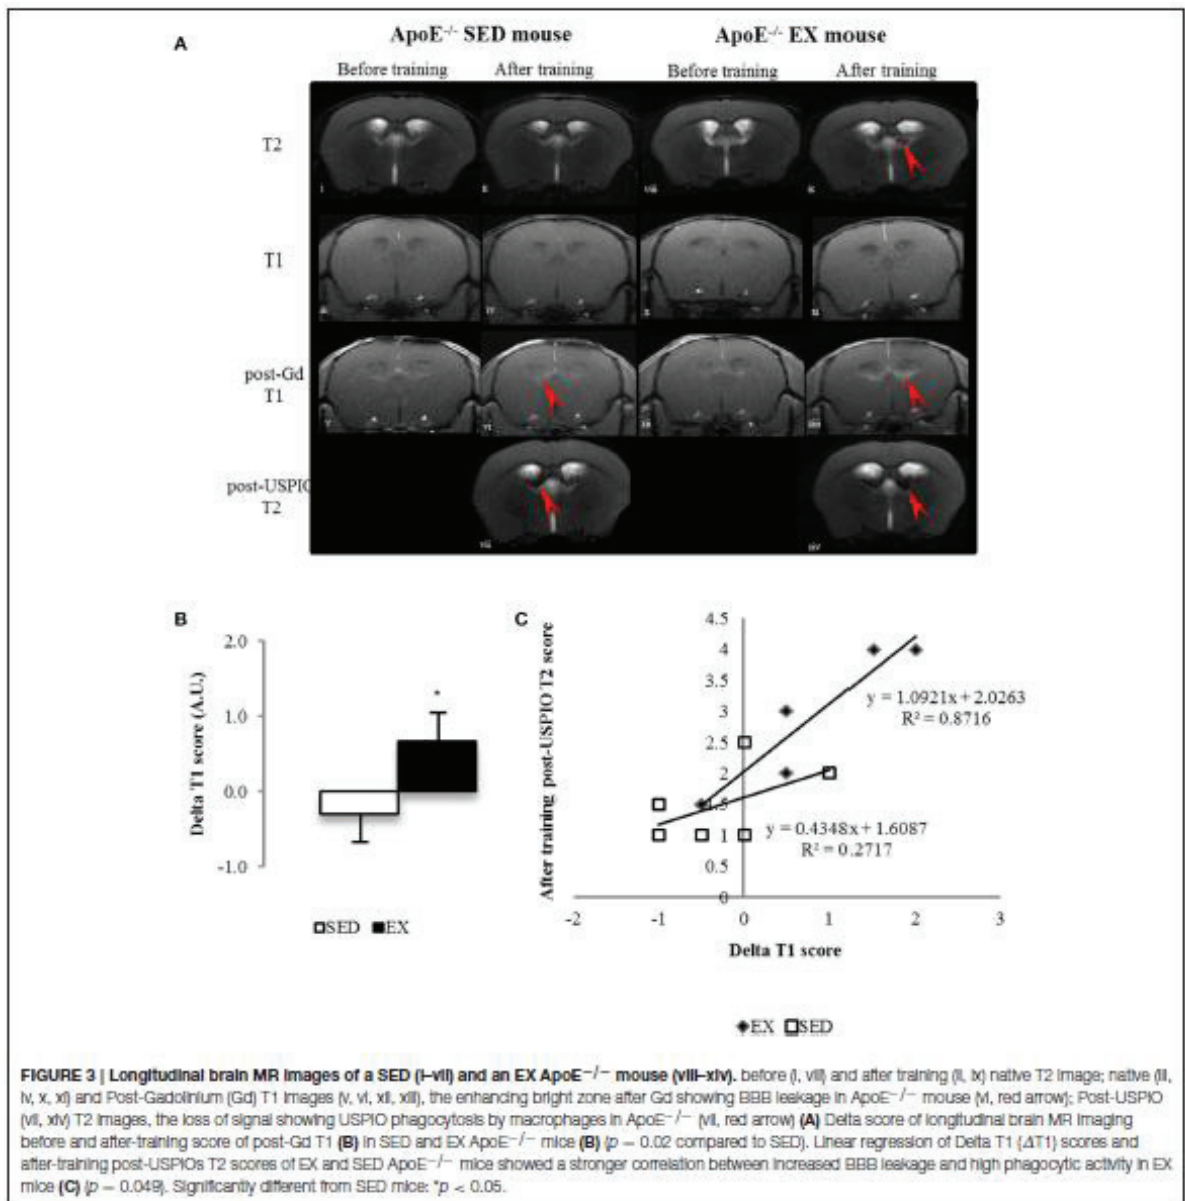 A
ApoE-/- SED mouse
ApoE-/- EX mouse
Before training
After training
Before training
After training
T2
T1
post-Gd
T1
post-USPIO
T2
B
2.0
1.0
0.0
-1.0
Delta T1 score (A.U.)
*
SED EX
C
After training post-USPIO T2 score
4.5
4
3.5
3
2.5
2
1.5
1
0.5
0
-2 -1 0 1 2 3
y = 1.0921x + 2.0263
R² = 0.8716
y = 0.4348x + 1.6087
R² = 0.2717
Delta T1 score
EX SED
FIGURE 3 | Longitudinal brain MR images of a SED (i–vii) and an EX ApoE−/− mouse (viii–xiv). before (i, viii) and after training (ii, ix) native T2 image; native (iii,
iv, x, xi) and Post-Gadolinium (Gd) T1 images (v, vi, xii, xiii), the enhancing bright zone after Gd showing BBB leakage in ApoE−/− mouse (vi, red arrow); Post-USPIO
(vii, xiv) T2 images, the loss of signal showing USPIO phagocytosis by macrophages in ApoE−/− (vii, red arrow) (A) Delta score of longitudinal brain MR imaging
before and after-training score of post-Gd T1 (B) in SED and EX ApoE−/− mice (B) (p = 0.02 compared to SED). Linear regression of Delta T1 (ΔT1) scores and
after-training post-USPIOs T2 scores of EX and SED ApoE−/− mice showed a stronger correlation between increased BBB leakage and high phagocytic activity in EX
mice (C) (p = 0.049). Significantly different from SED mice: *p < 0.05.